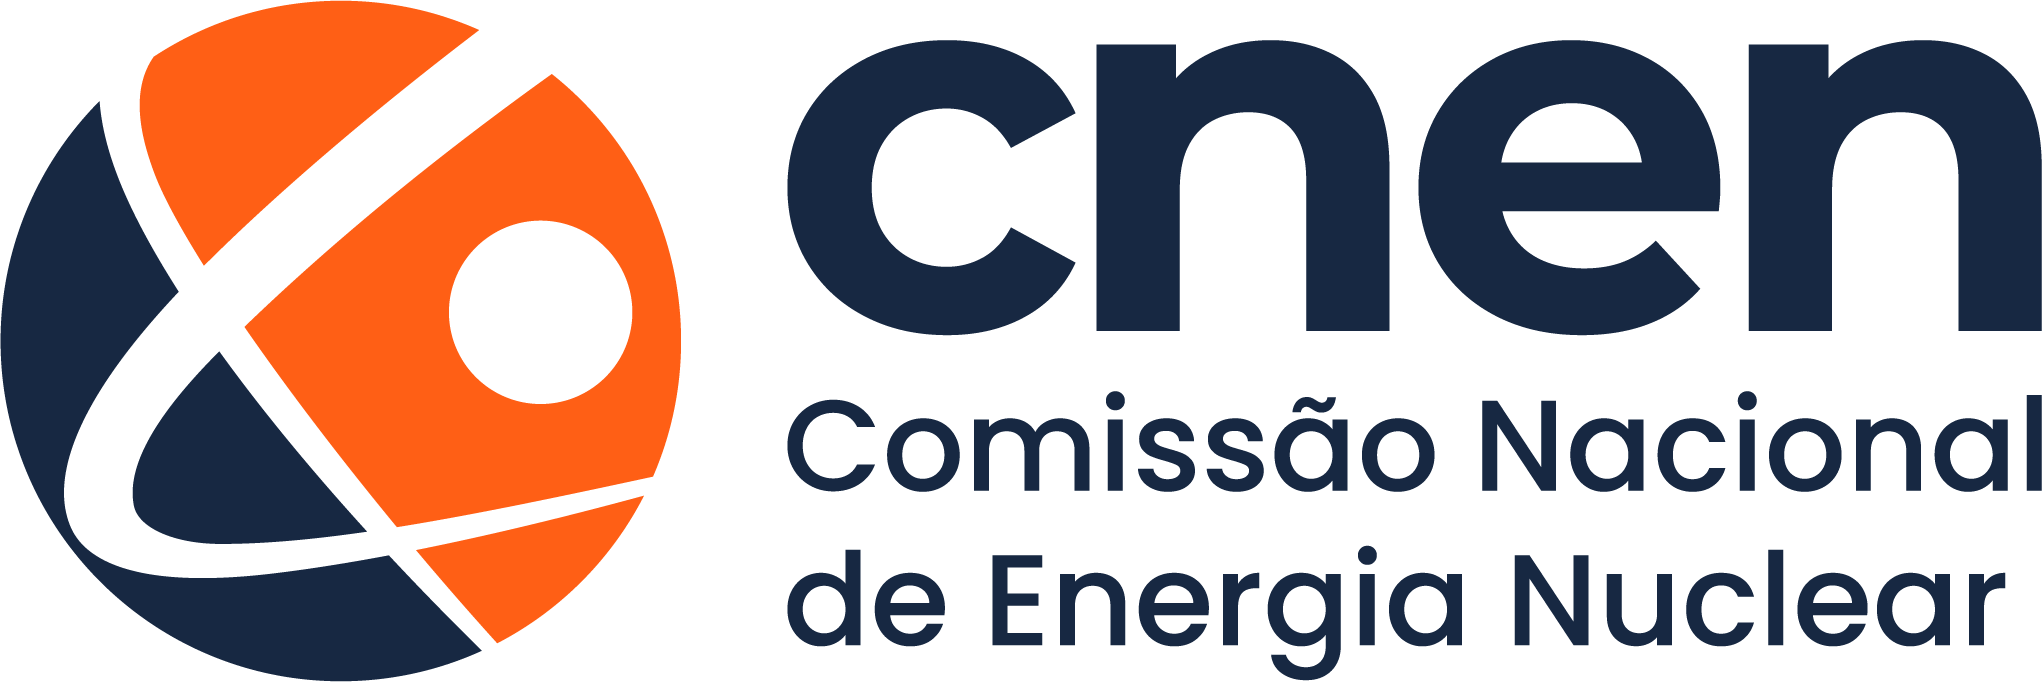 cnen
Comissão Nacional
de Energia Nuclear